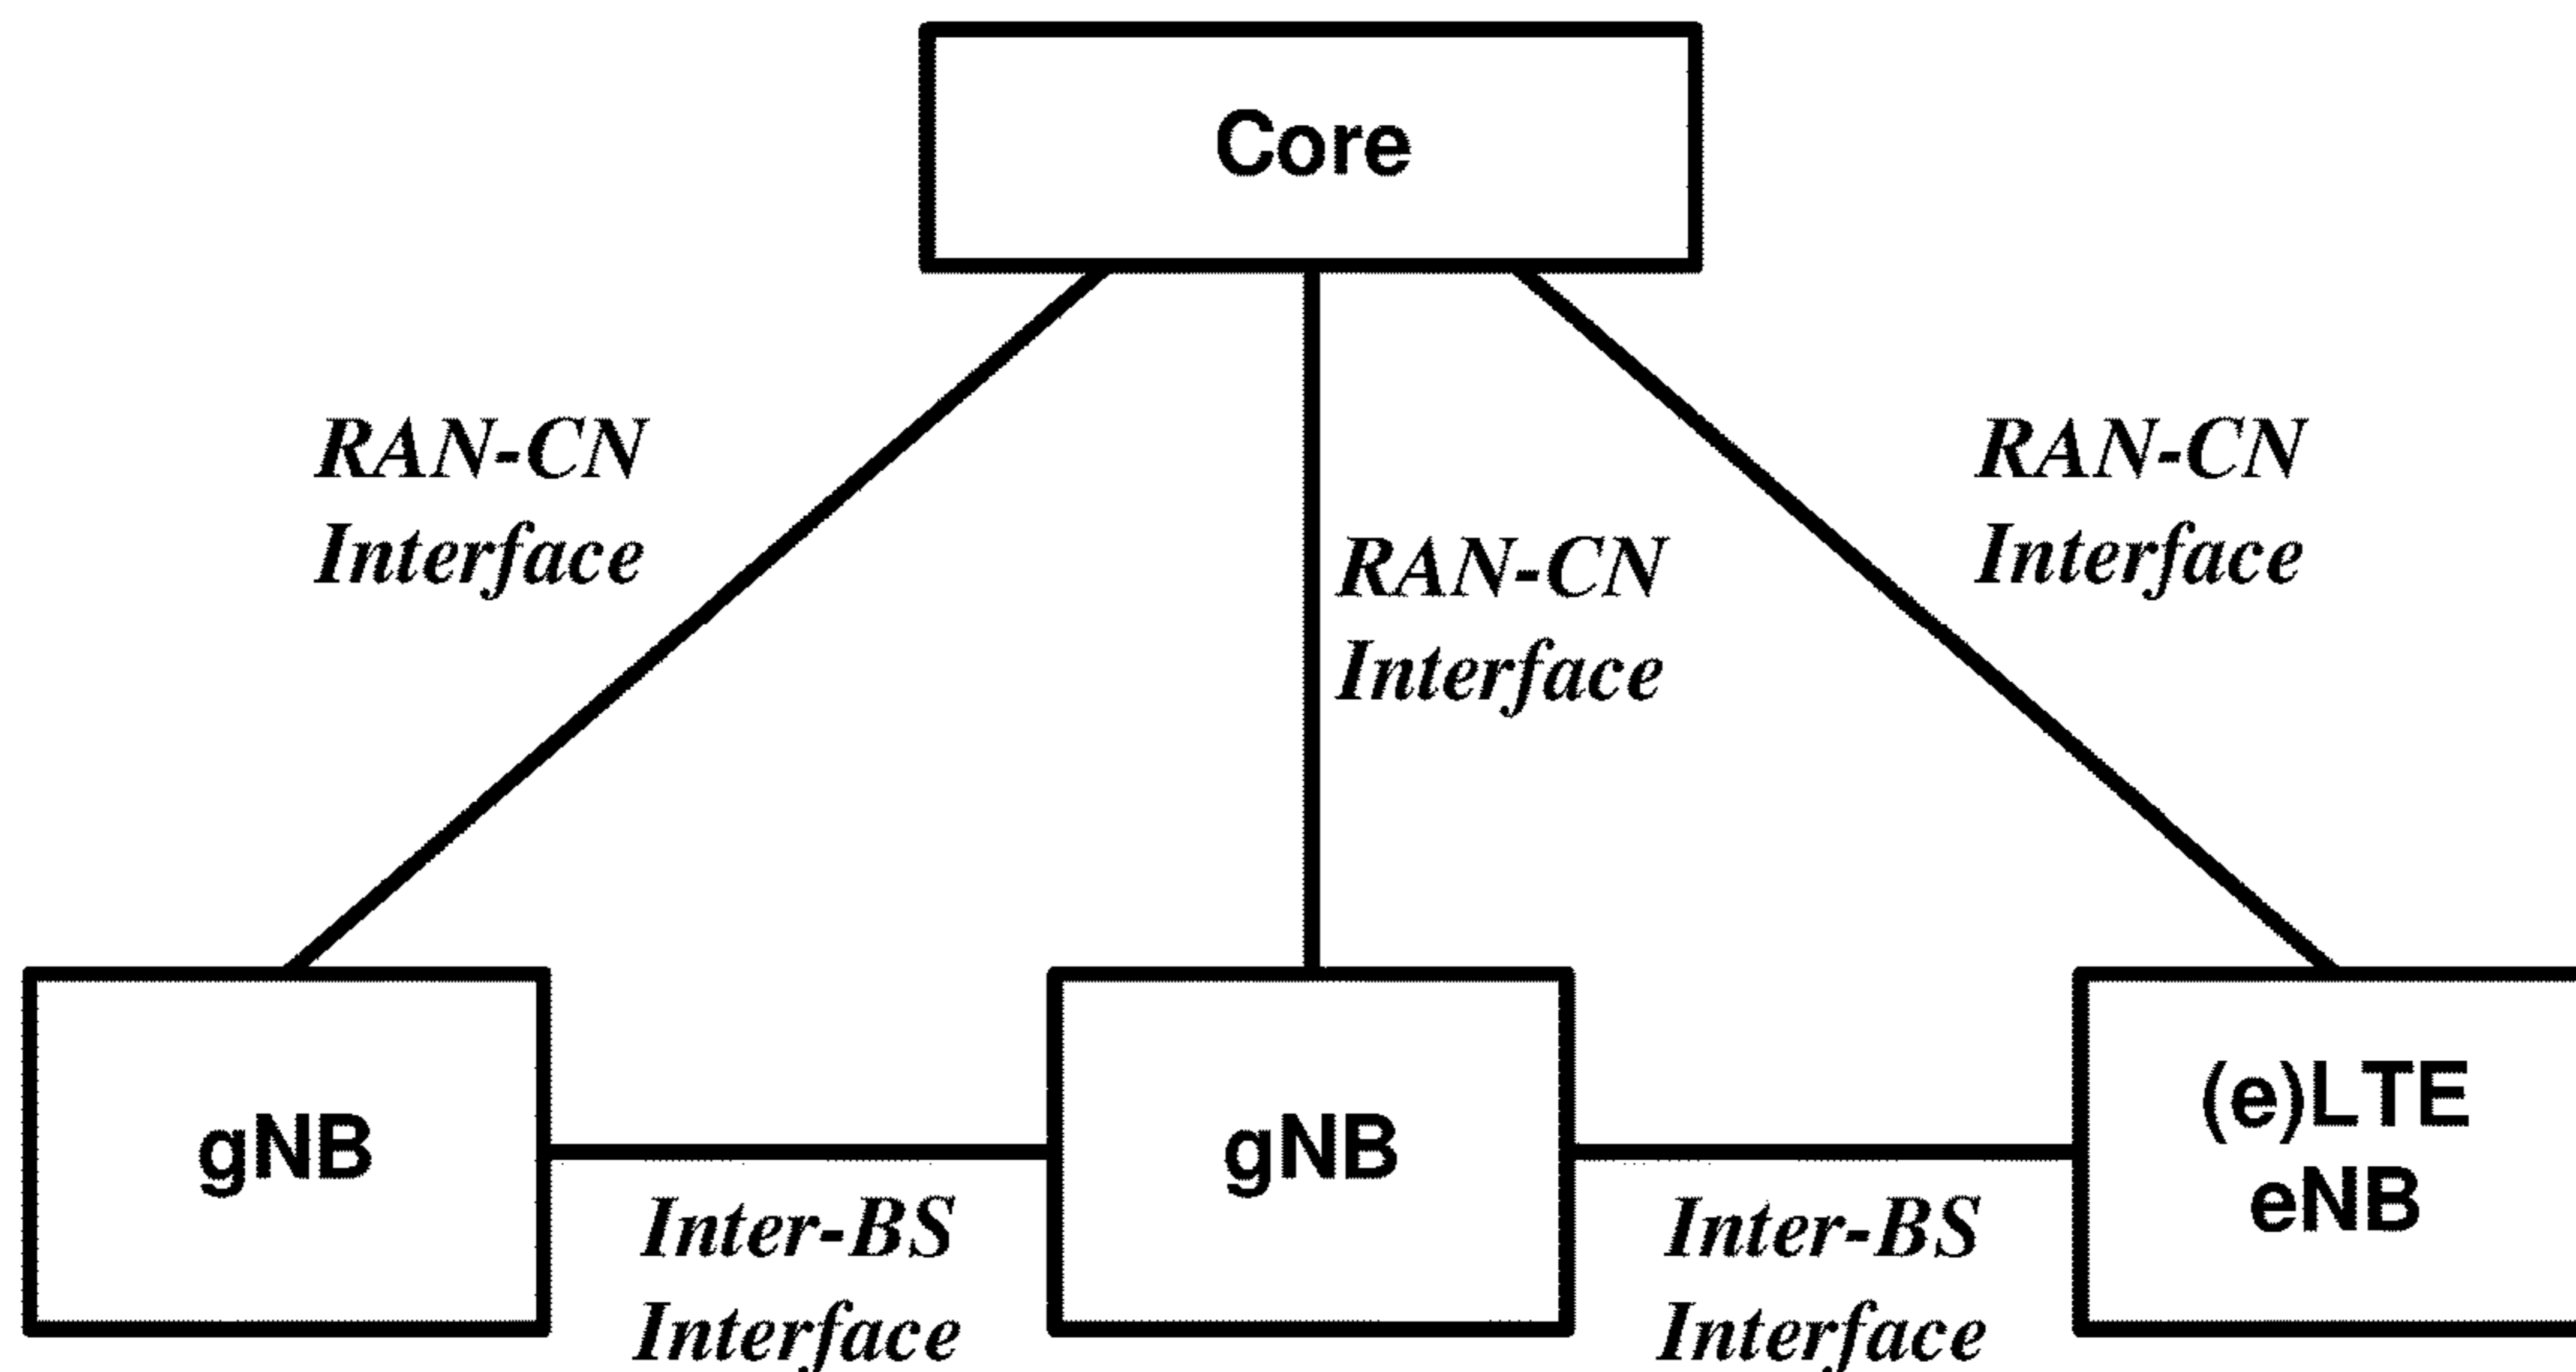 Core
RAN-CN
Interface
RAN-CN
Interface
RAN-CN
Interface
gNB
Inter-BS
Interface
gNB
Inter-BS
Interface
(e)LTE
eNB